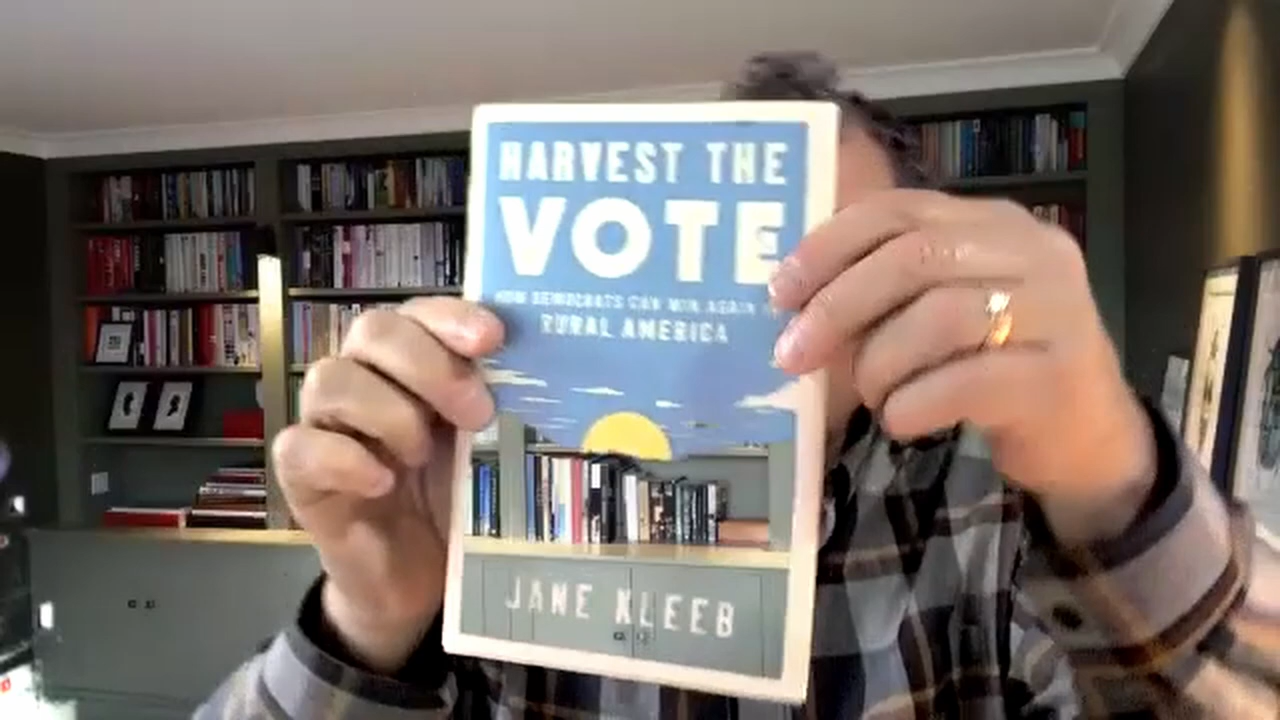 HARVEST THE
VOTE
HOW DEMOCRATS CAN WIN AGAIN
RURAL AMERICA
JANE KLEEB